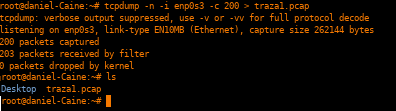 root@daniel-Caine:~# tcpdump -n -i enp0s3 -c 200 > traza1.pcap
tcpdump: verbose output suppressed, use -v or -vv for full protocol decode
listening on enp0s3, link-type EN10MB (Ethernet), capture size 262144 bytes
200 packets captured
203 packets received by filter
0 packets dropped by kernel
root@daniel-Caine:~# ls
Desktop traza1.pcap
root@daniel-Caine:~#